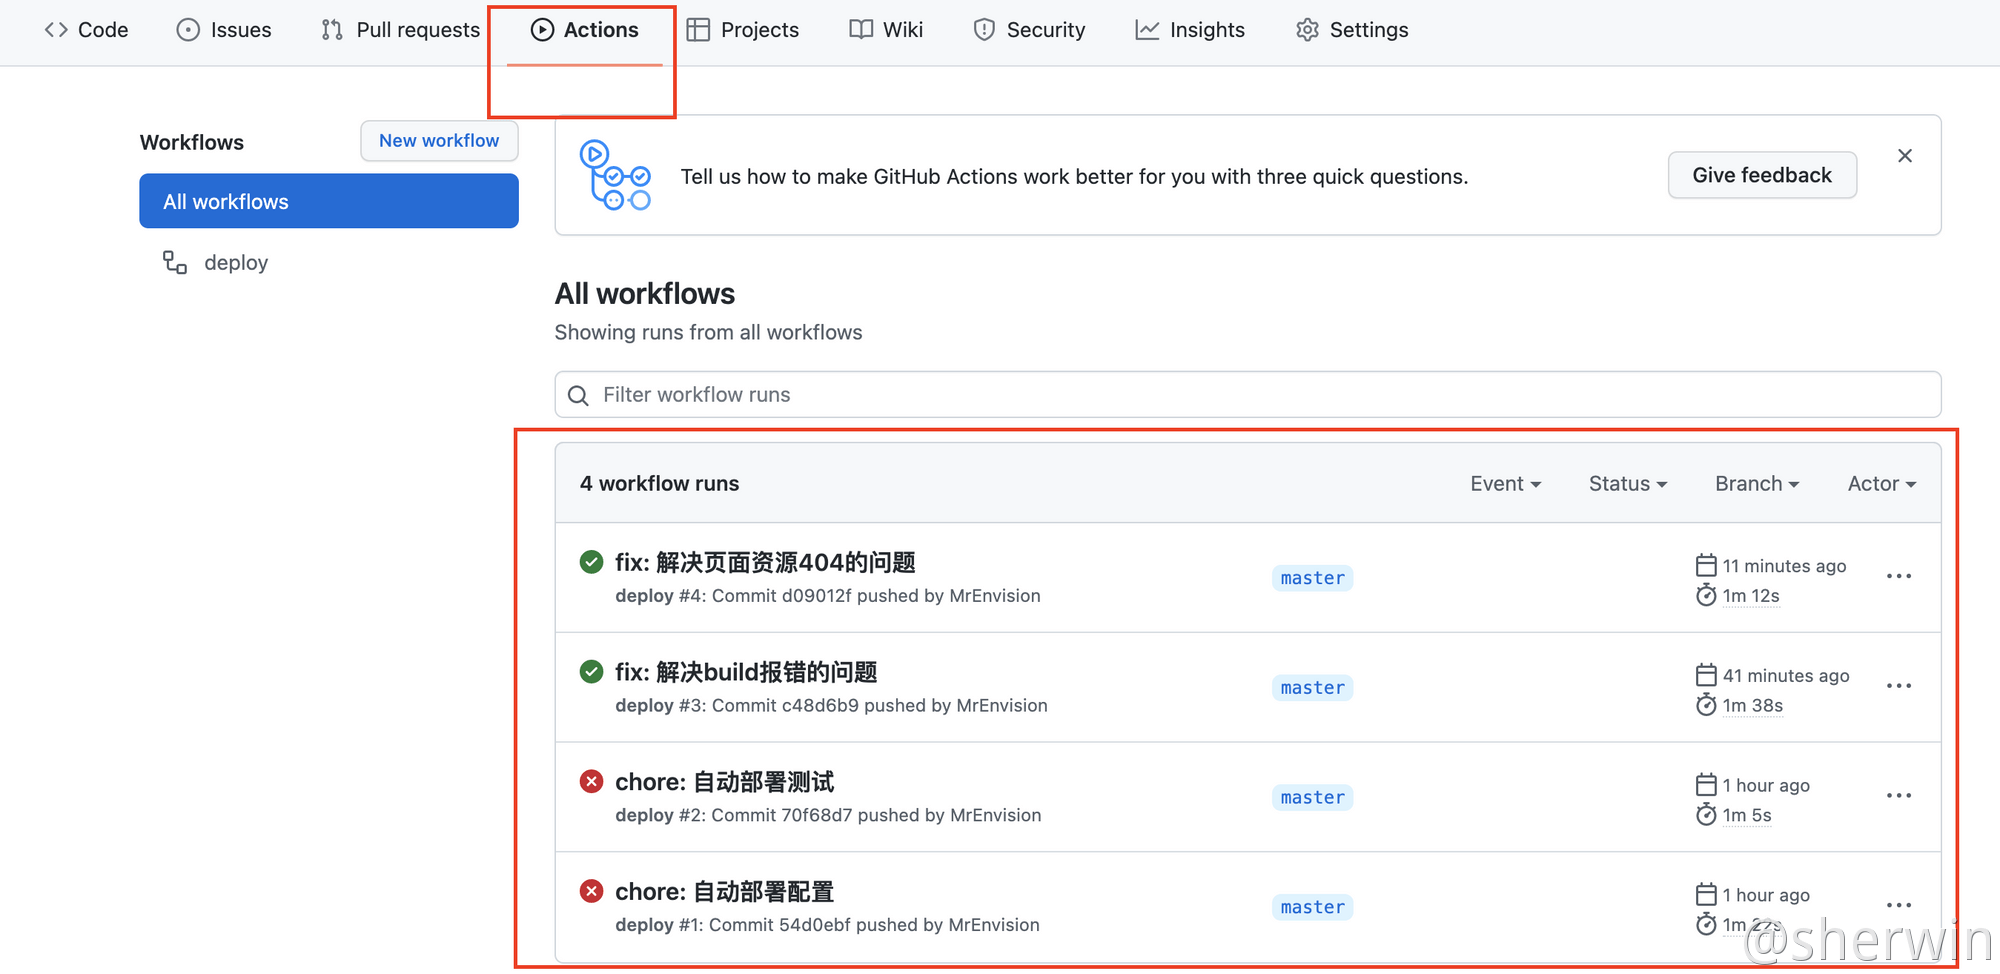 Code Issues Pull requests Actions Projects Wiki Security Insights Settings
Workflows New workflow
All workflows
deploy
Tell us how to make GitHub Actions work better for you with three quick questions.
Give feedback
All workflows
Showing runs from all workflows
Filter workflow runs
4 workflow runs Event Status Branch Actor
fix: 解决页面资源404的问题
deploy #4: Commit d09012f pushed by MrEnvision
master
11 minutes ago
1m 12s
fix: 解决build报错的问题
deploy #3: Commit c48d6b9 pushed by MrEnvision
master
41 minutes ago
1m 38s
chore: 自动部署测试
deploy #2: Commit 70f68d7 pushed by MrEnvision
master
1 hour ago
1m 5s
chore: 自动部署配置
deploy #1: Commit 54d0ebf pushed by MrEnvision
master
1 hour ago
1m
@sherwin